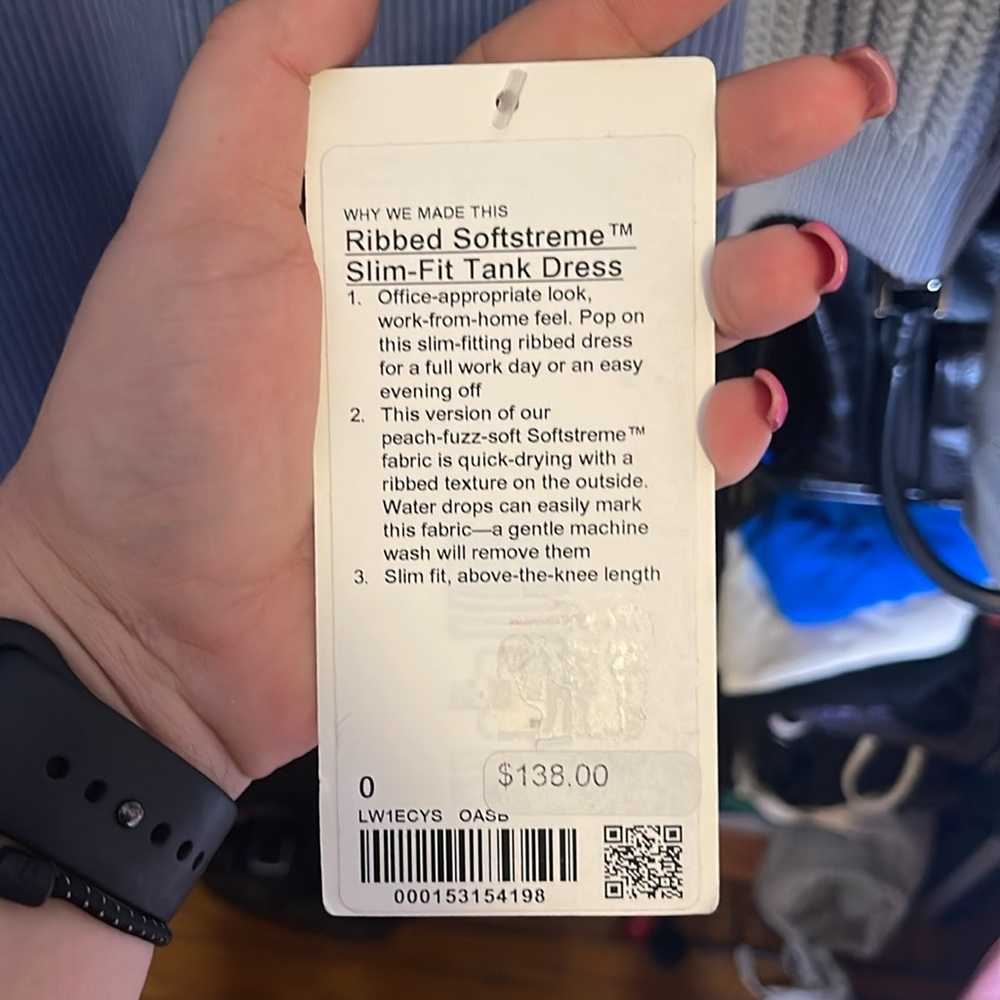 WHY WE MADE THIS
Ribbed Softstreme™
Slim-Fit Tank Dress
1. Office-appropriate look,
work-from-home feel. Pop on
this slim-fitting ribbed dress
for a full work day or an easy
evening off
2. This version of our
peach-fuzz-soft Softstreme™
fabric is quick-drying with a
ribbed texture on the outside.
Water drops can easily mark
this fabric—a gentle machine
wash will remove them
3. Slim fit, above-the-knee length
$138.00
0
LW1ECYS
000153154198